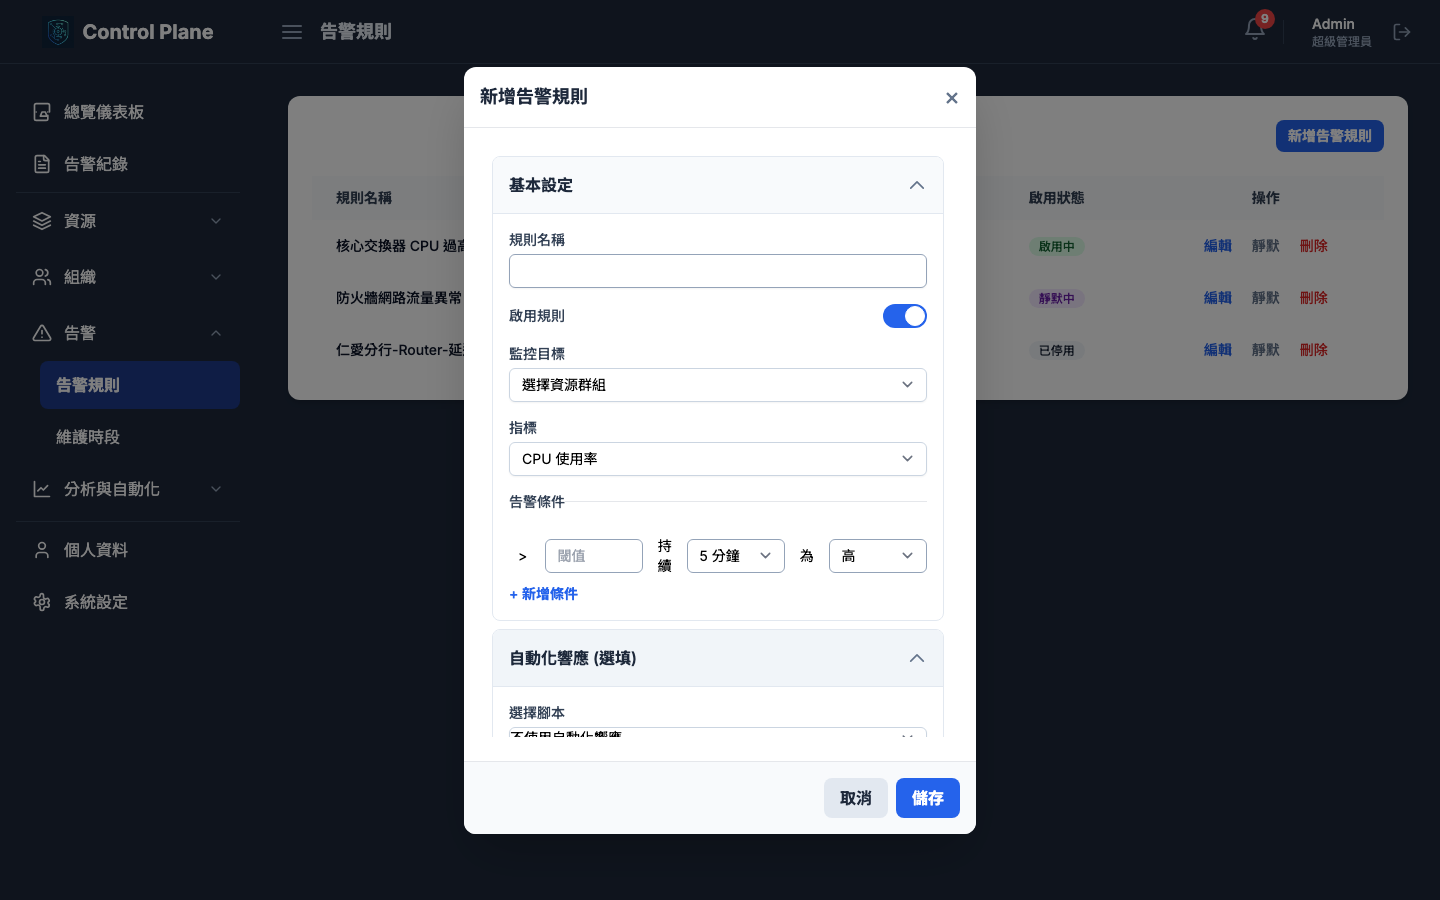 Control Plane
告警規則
9
Admin
超級管理員
總覽儀表板
告警紀錄
資源
組織
告警
告警規則
維護時段
分析與自動化
個人資料
系統設定
新增告警規則
規則名稱
啟用狀態
操作
核心交換器 CPU 過高
啟用中
編輯
靜默
刪除
防火牆網路流量異常
靜默中
編輯
靜默
刪除
仁愛分行-Router-延
已停用
編輯
靜默
刪除
新增告警規則
×
基本設定
規則名稱
啟用規則
監控目標
選擇資源群組
指標
CPU 使用率
告警條件
> 閾值 持續 5 分鐘 為 高
+ 新增條件
自動化響應 (選填)
選擇腳本
不使用自動化響應
取消
儲存